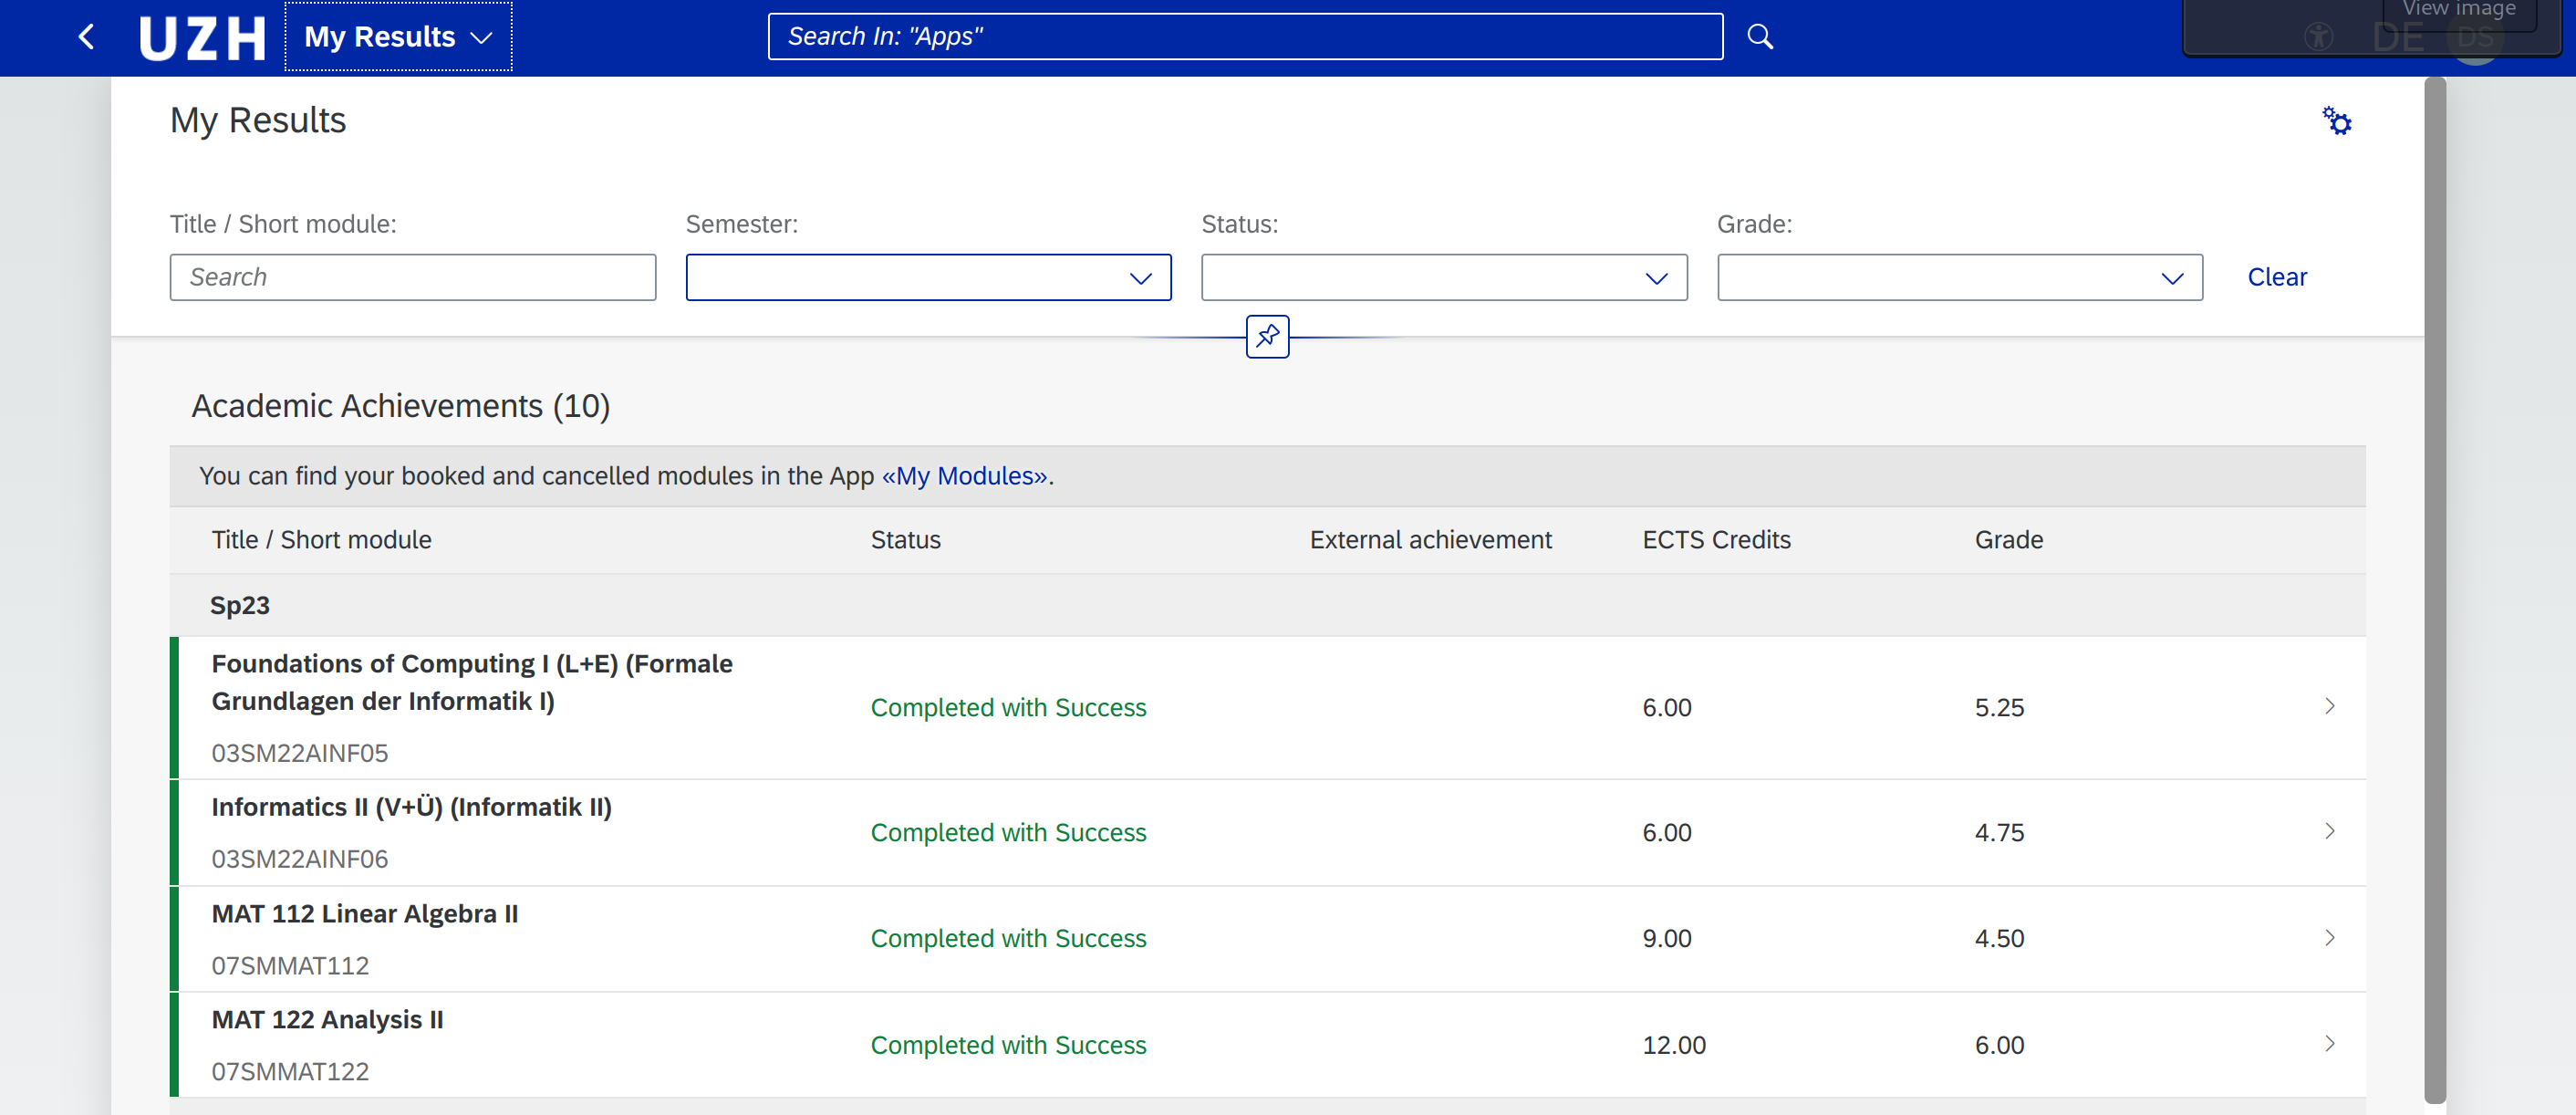 UZH My Results
Search In: "Apps"
View image
DE DS
My Results
Title / Short module: Semester: Status: Grade:
Search
Clear
Academic Achievements (10)
You can find your booked and cancelled modules in the App «My Modules».
Title / Short module Status External achievement ECTS Credits Grade
Sp23
Foundations of Computing I (L+E) (Formale
Grundlagen der Informatik I)
Completed with Success 6.00 5.25
03SM22AINF05
Informatics II (V+Ü) (Informatik II)
Completed with Success 6.00 4.75
03SM22AINF06
MAT 112 Linear Algebra II
Completed with Success 9.00 4.50
07SMMAT112
MAT 122 Analysis II
Completed with Success 12.00 6.00
07SMMAT122